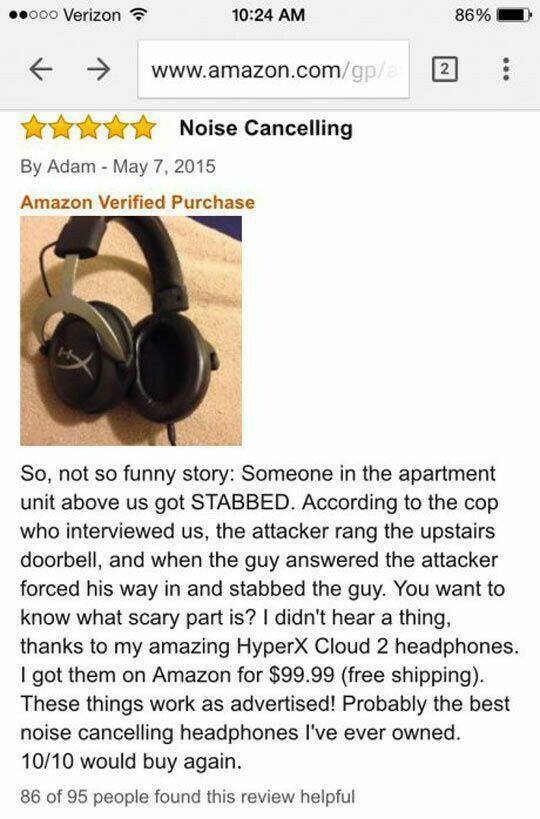 Verizon 10:24 AM 86%
www.amazon.com/gp/a 2
Noise Cancelling
By Adam - May 7, 2015
Amazon Verified Purchase
HX
So, not so funny story: Someone in the apartment
unit above us got STABBED. According to the cop
who interviewed us, the attacker rang the upstairs
doorbell, and when the guy answered the attacker
forced his way in and stabbed the guy. You want to
know what scary part is? I didn't hear a thing,
thanks to my amazing HyperX Cloud 2 headphones.
I got them on Amazon for $99.99 (free shipping).
These things work as advertised! Probably the best
noise cancelling headphones I've ever owned.
10/10 would buy again.
86 of 95 people found this review helpful